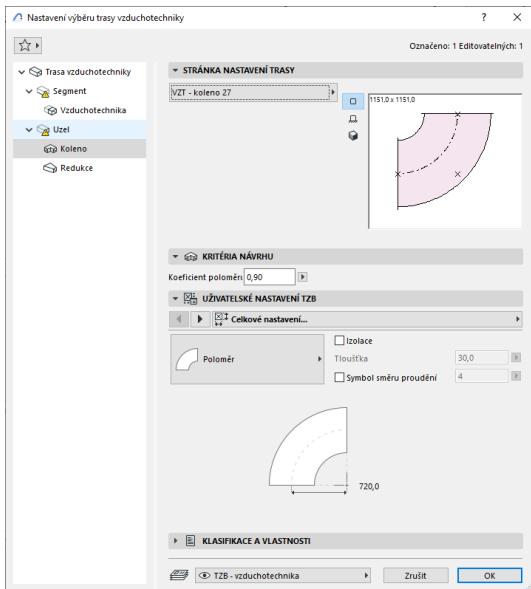 Nastavení výběru trasy vzduchotechniky
Označeno: 1 Editovatelných: 1
Trasa vzduchotechniky
Segment
Vzduchotechnika
Uzel
Koleno
Redukce
STRÁNKA NASTAVENÍ TRASY
VZT - koleno 27
1151,0 x 1151,0
KRITÉRIA NÁVRHU
Koeficient poloměru
0,90
UŽIVATELSKÉ NASTAVENÍ TZB
Celkové nastavení...
Poloměr
Izolace
Tloušťka
30,0
Symbol směru proudění
4
720,0
KLASIFIKACE A VLASTNOSTI
TZB - vzduchotechnika
Zrušit
OK